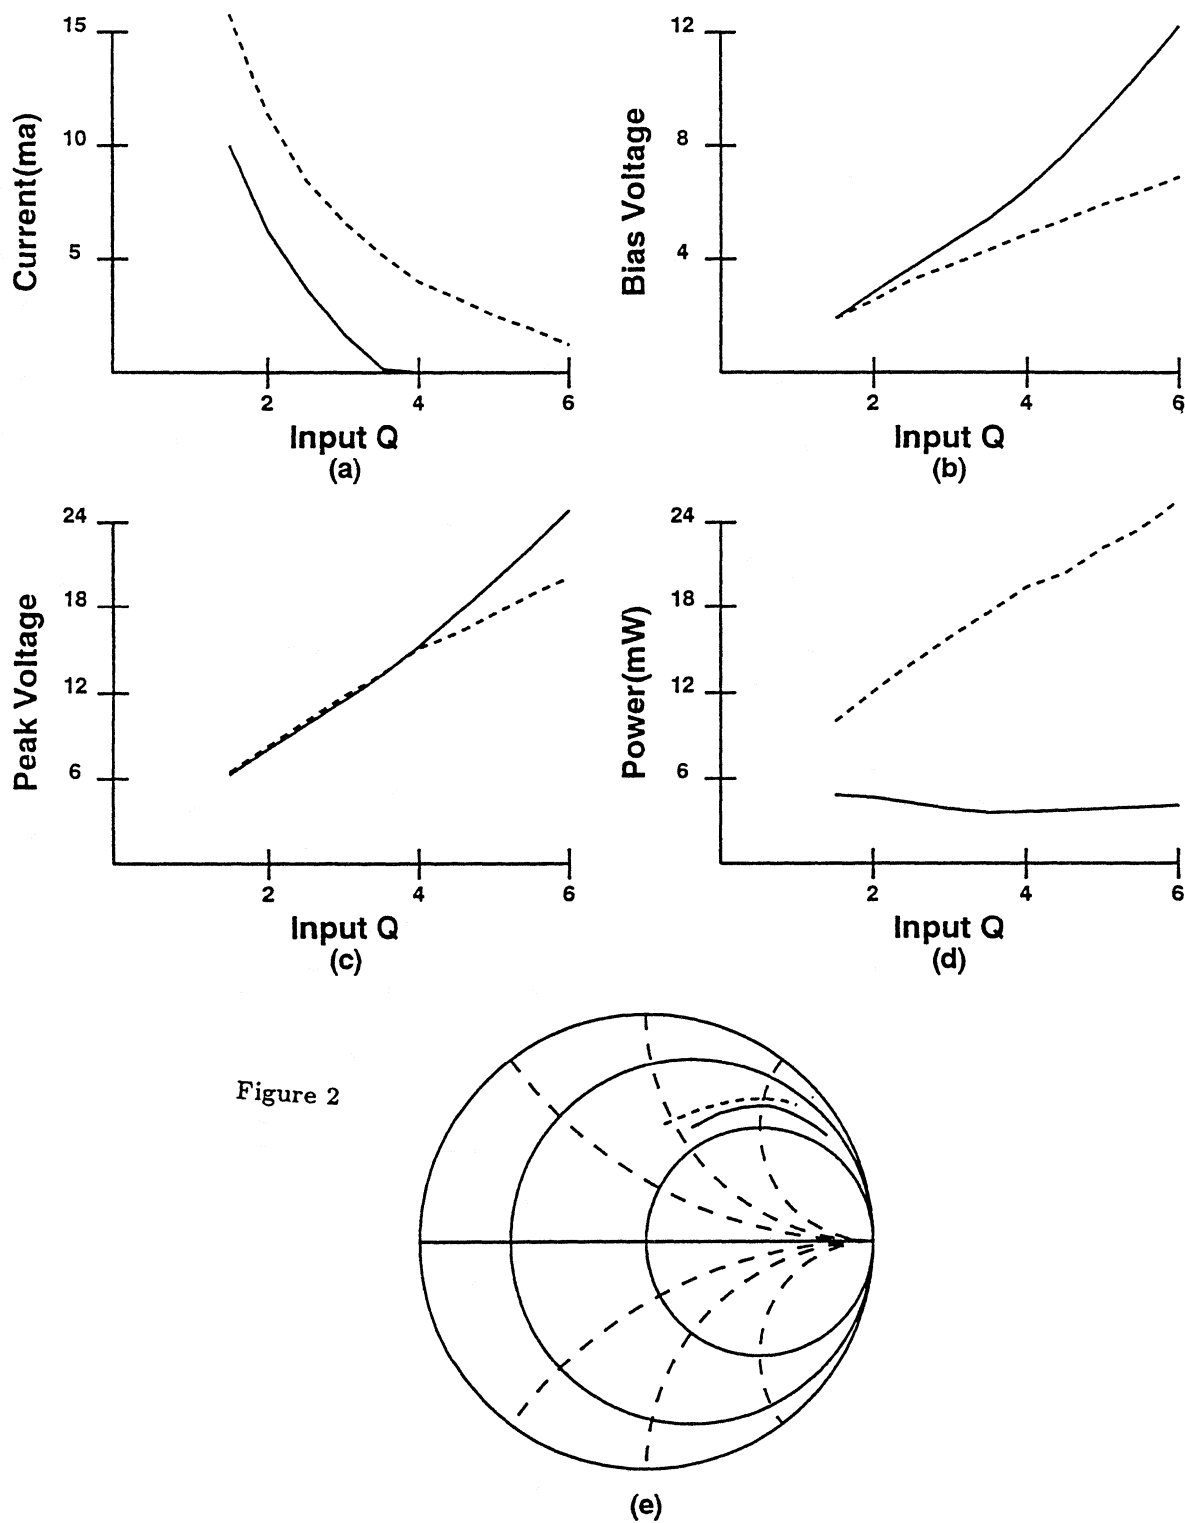 15
10
5
Current(ma)
2
4
6
Input Q
(a)
12
8
4
Bias Voltage
2
4
6
Input Q
(b)
24
18
12
6
Peak Voltage
2
4
6
Input Q
(c)
24
18
12
6
Power(mW)
2
4
6
Input Q
(d)
Figure 2
(e)